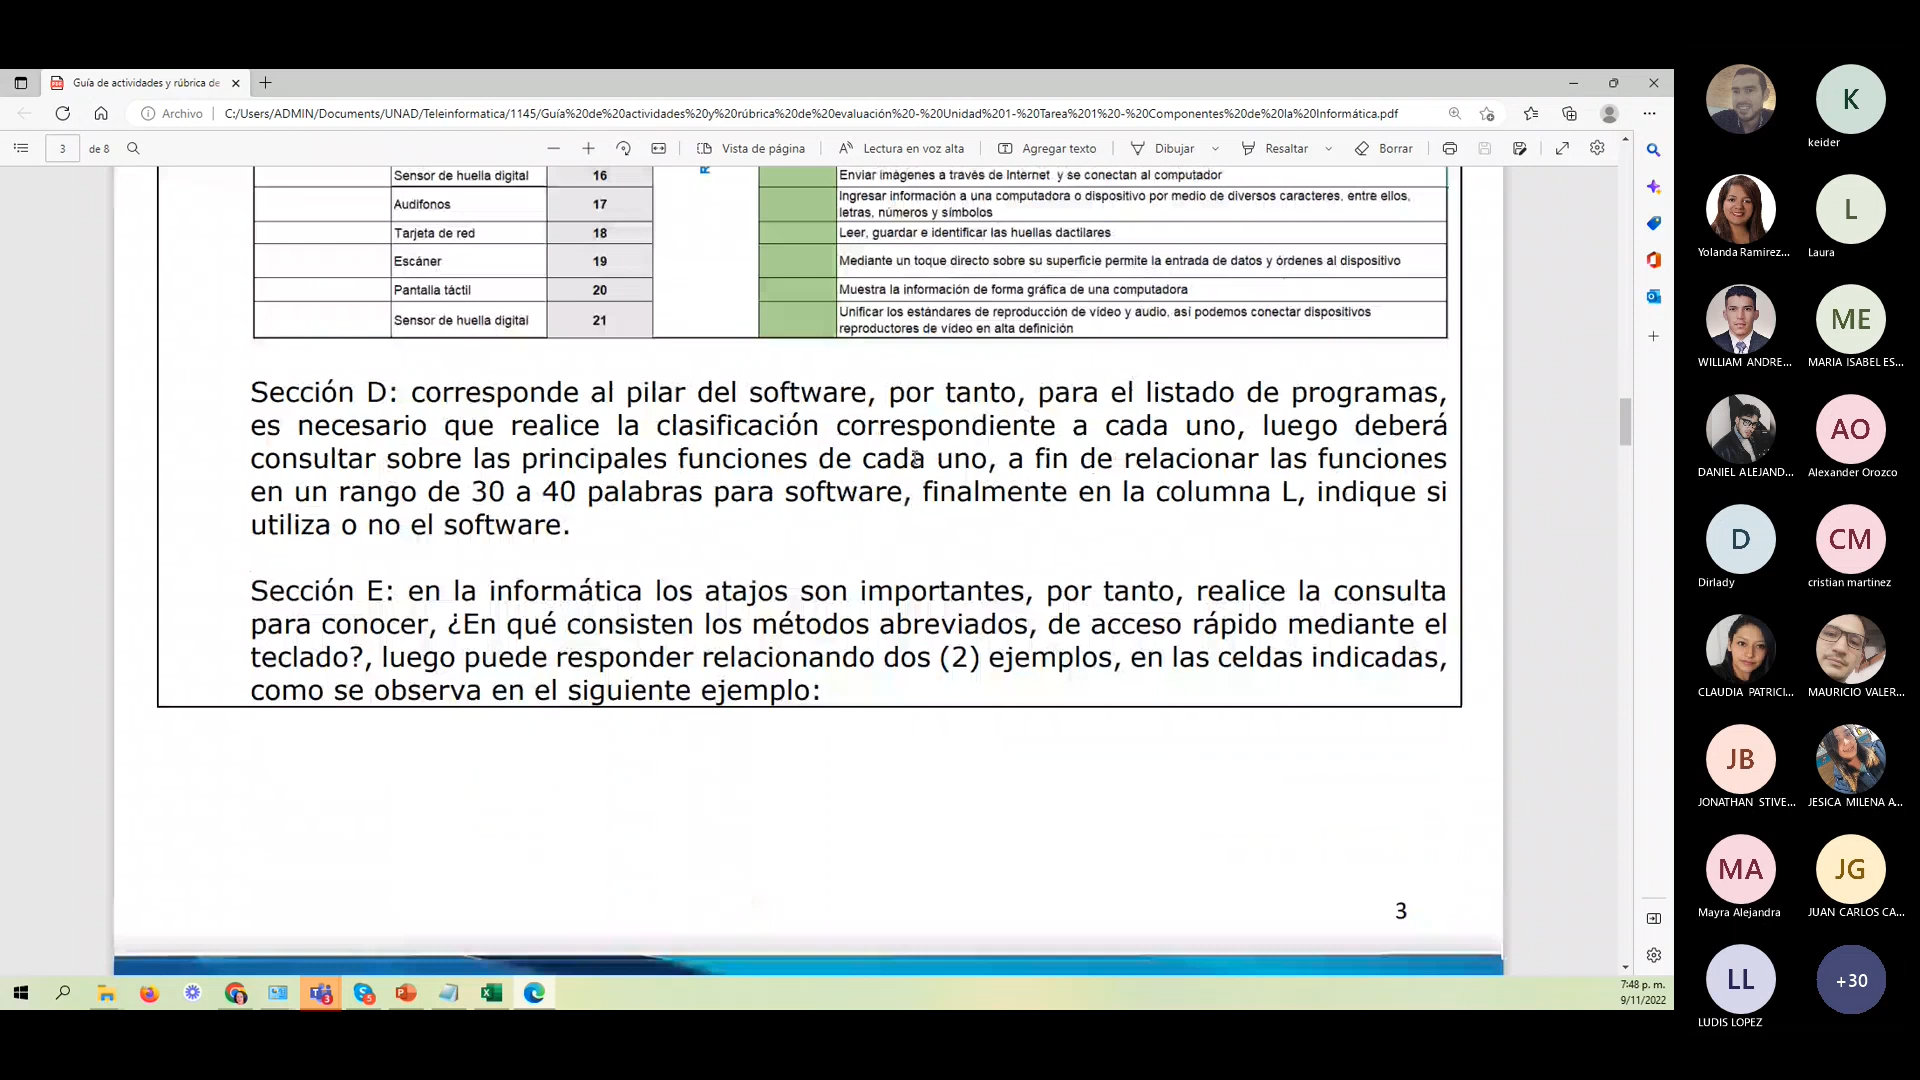 Guía de actividades y rúbrica de
Archivo
C:/Users/ADMIN/Documents/UNAD/Teleinformatica/1145/Guía%20de%20actividades%20y%20rúbrica%20de%20evaluación%20-%20Unidad%201-%20Tarea%201%20-%20Componentes%20de%20la%20Informática.pdf
3
de 8
Vista de página
Lectura en voz alta
Agregar texto
Dibujar
Resaltar
Borrar
Sensor de huella digital 16 Enviar imágenes a través de Internet y se conectan al computador
Audífonos 17 Ingresar información a una computadora o dispositivo por medio de diversos caracteres, entre ellos,
letras, números y símbolos
Tarjeta de red 18 Leer, guardar e identificar las huellas dactilares
Escáner 19 Mediante un toque directo sobre su superficie permite la entrada de datos y órdenes al dispositivo
Pantalla táctil 20 Muestra la información de forma gráfica de una computadora
Sensor de huella digital 21 Unificar los estándares de reproducción de vídeo y audio, así podemos conectar dispositivos
reproductores de vídeo en alta definición
Sección D: corresponde al pilar del software, por tanto, para el listado de programas,
es necesario que realice la clasificación correspondiente a cada uno, luego deberá
consultar sobre las principales funciones de cada uno, a fin de relacionar las funciones
en un rango de 30 a 40 palabras para software, finalmente en la columna L, indique si
utiliza o no el software.
Sección E: en la informática los atajos son importantes, por tanto, realice la consulta
para conocer, ¿En qué consisten los métodos abreviados, de acceso rápido mediante el
teclado?, luego puede responder relacionando dos (2) ejemplos, en las celdas indicadas,
como se observa en el siguiente ejemplo:
3
7:48 p. m.
9/11/2022
K
keider
Yolanda Ramirez...
L
Laura
WILLIAM ANDRE...
ME
MARIA ISABEL ES...
DANIEL ALEJAND...
AO
Alexander Orozco
D
Dirlady
CM
cristian martinez
CLAUDIA PATRICI...
MAURICIO VALER...
JB
JONATHAN STIVE...
JESICA MILENA A...
MA
Mayra Alejandra
JG
JUAN CARLOS CA...
LL
LUDIS LOPEZ
+30